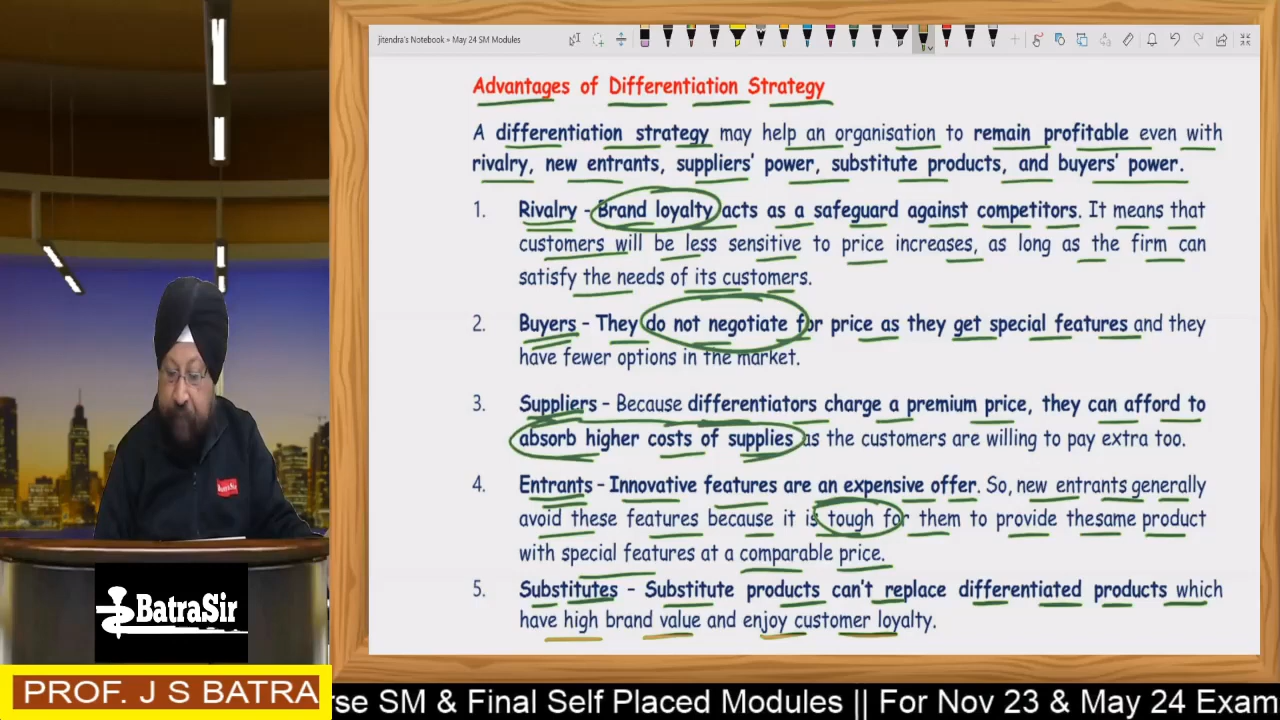 jitendra's Notebook » May 24 SM Modules
Advantages of Differentiation Strategy
A differentiation strategy may help an organisation to remain profitable even with
rivalry, new entrants, suppliers' power, substitute products, and buyers' power.
1. Rivalry - Brand loyalty acts as a safeguard against competitors. It means that
customers will be less sensitive to price increases, as long as the firm can
satisfy the needs of its customers.
2. Buyers - They do not negotiate for price as they get special features and they
have fewer options in the market.
3. Suppliers - Because differentiators charge a premium price, they can afford to
absorb higher costs of supplies as the customers are willing to pay extra too.
4. Entrants - Innovative features are an expensive offer. So, new entrants generally
avoid these features because it is tough for them to provide thesame product
with special features at a comparable price.
5. Substitutes - Substitute products can't replace differentiated products which
have high brand value and enjoy customer loyalty.
BatraSir
BatraSir
PROF. J S BATRA
rse SM & Final Self Placed Modules || For Nov 23 & May 24 Exam